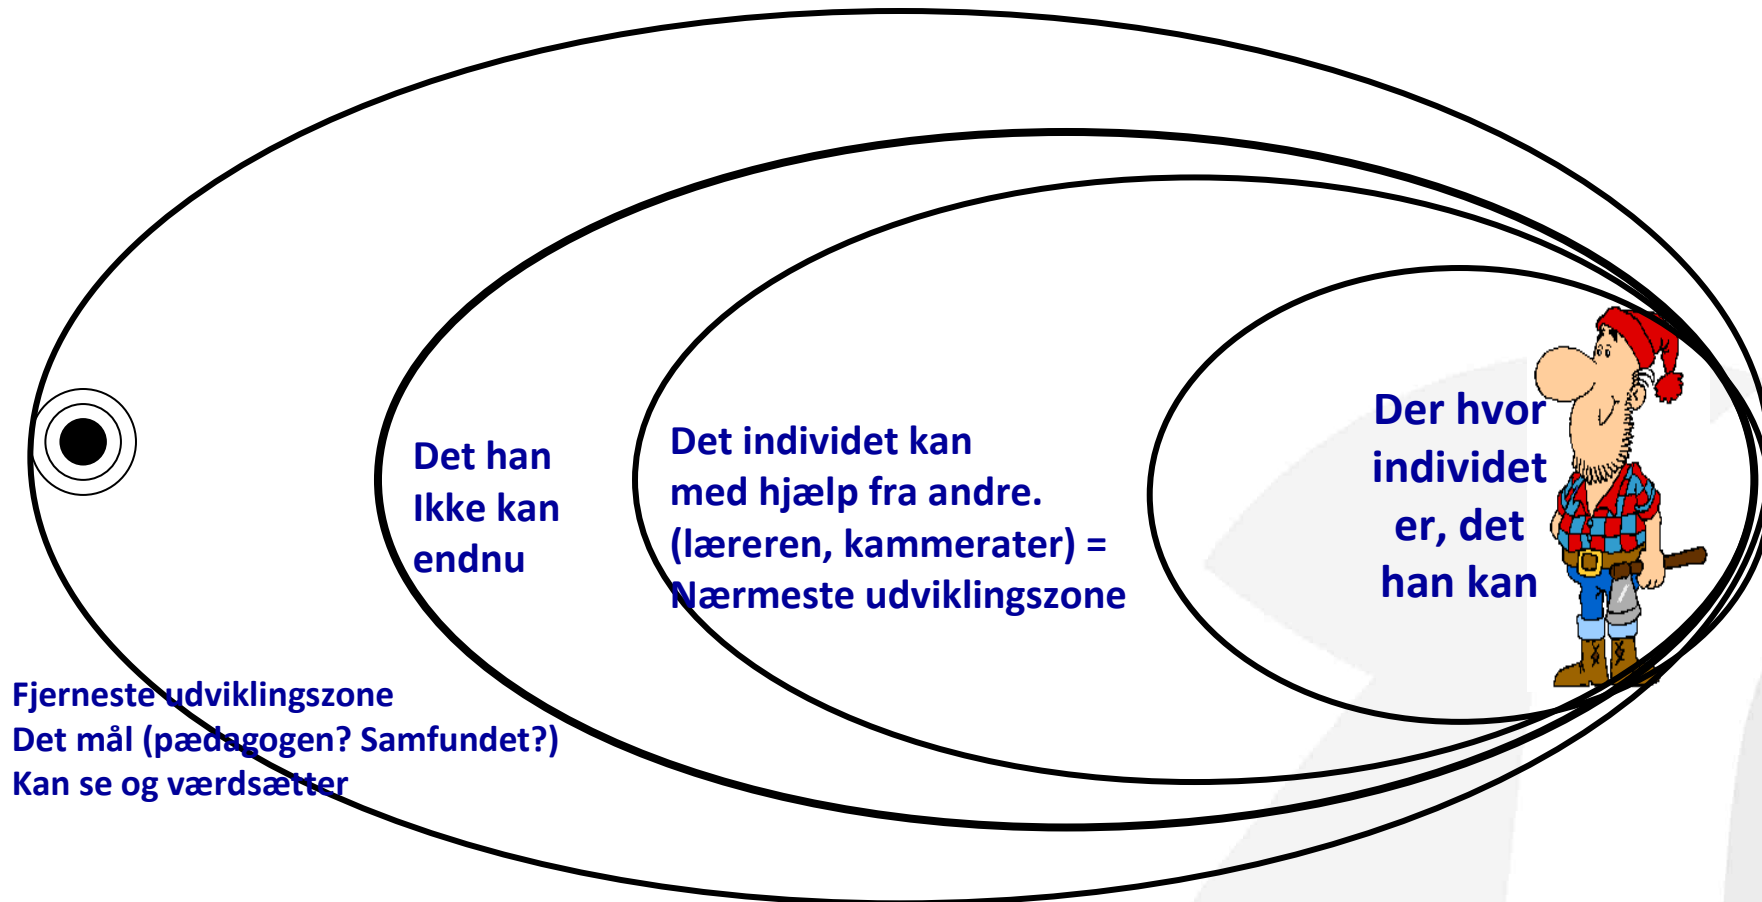 Det han
Ikke kan
endnu
Det individet kan
med hjælp fra andre.
(læreren, kammerater) =
Nærmeste udviklingszone
Der hvor
individet
er, det
han kan
Fjerneste udviklingszone
Det mål (pædagogen? Samfundet?)
Kan se og værdsætter